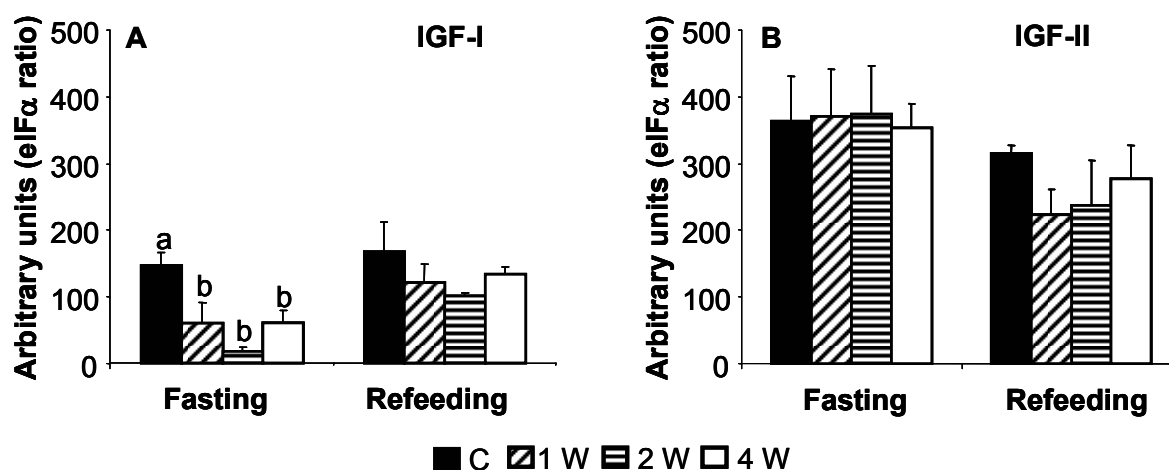 A IGF-I
Arbitrary units (eIFα ratio)
500
400
300
200
100
0
a
b
b
b
Fasting Refeeding
B IGF-II
Arbitrary units (eIFα ratio)
500
400
300
200
100
0
Fasting Refeeding
C 1 W 2 W 4 W